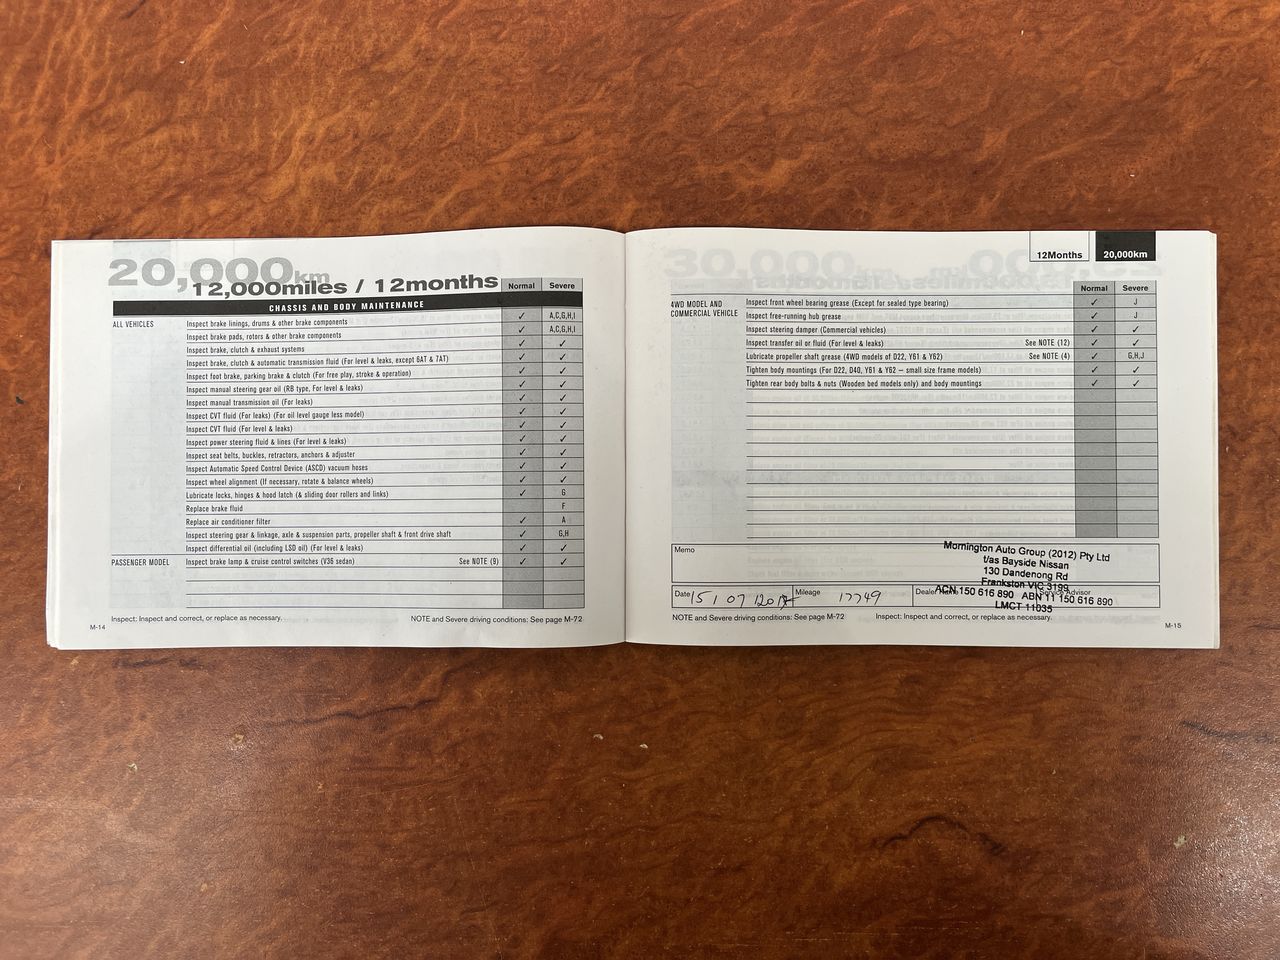 20,000km
12,000miles / 12months
Normal Severe
CHASSIS AND BODY MAINTENANCE
ALL VEHICLES
Inspect brake linings, drums & other brake components ✓ A,C,G,H,I
Inspect brake pads, rotors & other brake components ✓ A,C,G,H,I
Inspect brake, clutch & exhaust systems ✓ ✓
Inspect brake, clutch & automatic transmission fluid (For level & leaks, except 6AT & 7AT) ✓ ✓
Inspect foot brake, parking brake & clutch (For free play, stroke & operation) ✓ ✓
Inspect manual steering gear oil (RB type, For level & leaks) ✓ ✓
Inspect manual transmission oil (For leaks) ✓ ✓
Inspect CVT fluid (For leaks) (For oil level gauge less model) ✓ ✓
Inspect CVT fluid (For level & leaks) ✓ ✓
Inspect power steering fluid & lines (For level & leaks) ✓ ✓
Inspect seat belts, buckles, retractors, anchors & adjuster ✓ ✓
Inspect Automatic Speed Control Device (ASCD) vacuum hoses ✓ ✓
Inspect wheel alignment (If necessary, rotate & balance wheels) ✓ ✓
Lubricate locks, hinges & hood latch (& sliding door rollers and links) ✓ G
Replace brake fluid F
Replace air conditioner filter ✓ A
Inspect steering gear & linkage, axle & suspension parts, propeller shaft & front drive shaft ✓ G,H
Inspect differential oil (including LSD oil) (For level & leaks) ✓ ✓
PASSENGER MODEL Inspect brake lamp & cruise control switches (V36 sedan) See NOTE (9) ✓ ✓
Inspect: Inspect and correct, or replace as necessary. NOTE and Severe driving conditions: See page M-72
M-14
12Months 20,000km
Normal Severe
4WD MODEL AND
COMMERCIAL VEHICLE
Inspect front wheel bearing grease (Except for sealed type bearing) ✓ J
Inspect free-running hub grease ✓ J
Inspect steering damper (Commercial vehicles) ✓ ✓
Inspect transfer oil or fluid (For level & leaks) See NOTE (12) ✓ ✓
Lubricate propeller shaft grease (4WD models of D22, Y61 & Y62) See NOTE (4) ✓ G,H,J
Tighten body mountings (For D22, D40, Y61 & Y62 – small size frame models) ✓ ✓
Tighten rear body bolts & nuts (Wooden bed models only) and body mountings ✓ ✓
Memo
Mornington Auto Group (2012) Pty Ltd
t/as Bayside Nissan
130 Dandenong Rd
Frankston VIC 3199
ACN 150 616 890 ABN 11 150 616 890
LMCT 11035
Date 15 / 07 / 2017 Mileage 17749 Dealer Service Advisor
NOTE and Severe driving conditions: See page M-72 Inspect: Inspect and correct, or replace as necessary.
M-15